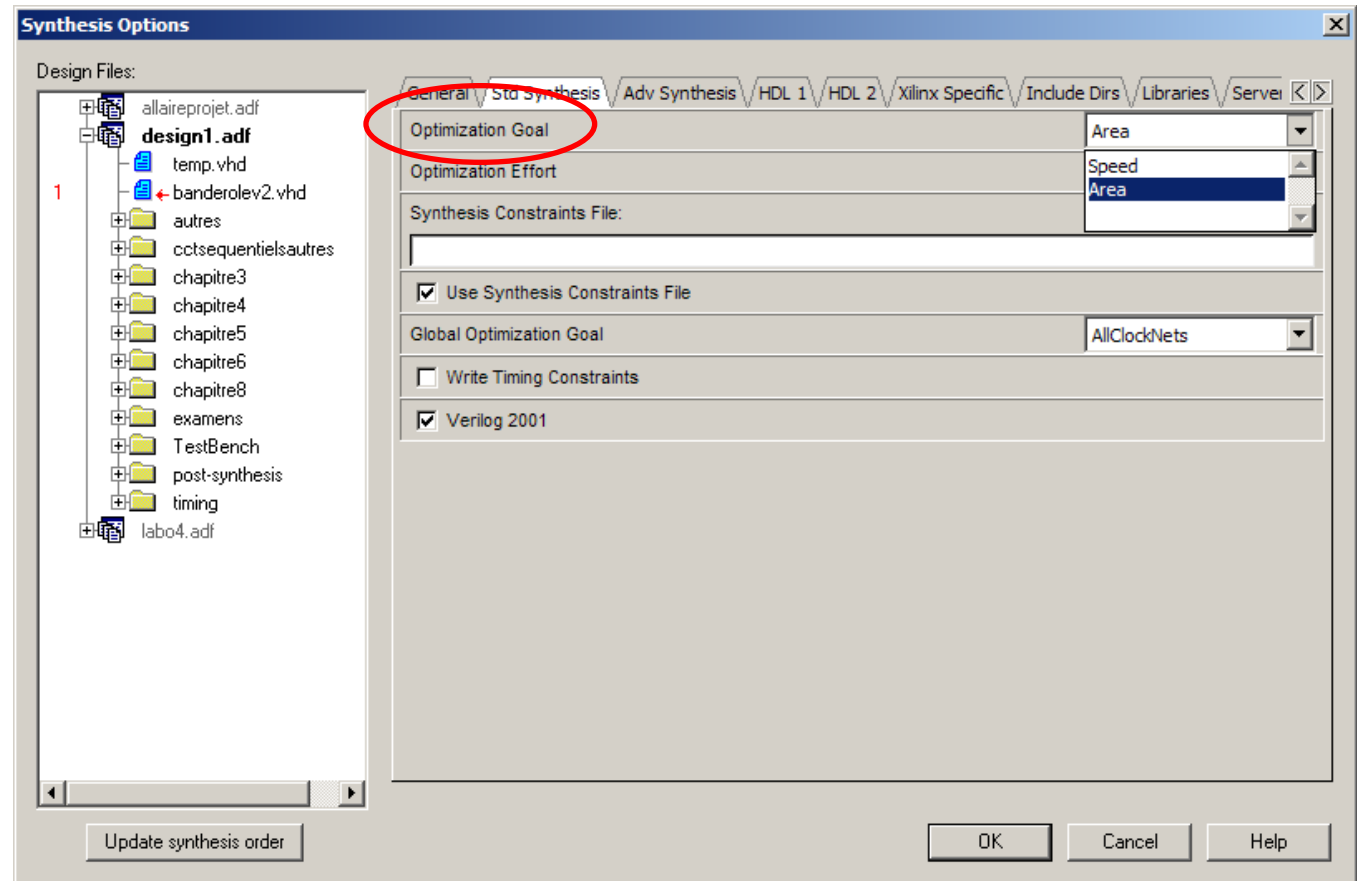 Synthesis Options
Design Files:
allaireprojet.adf
design1.adf
temp.vhd
1 banderolev2.vhd
autres
cctsequentielsautres
chapitre3
chapitre4
chapitre5
chapitre6
chapitre8
examens
TestBench
post-synthesis
timing
labo4.adf
Update synthesis order
General Std Synthesis Adv Synthesis HDL 1 HDL 2 Xilinx Specific Include Dirs Libraries Server
Optimization Goal Area
Speed
Optimization Effort
Area
Synthesis Constraints File:
Use Synthesis Constraints File
Global Optimization Goal AllClockNets
Write Timing Constraints
Verilog 2001
OK Cancel Help